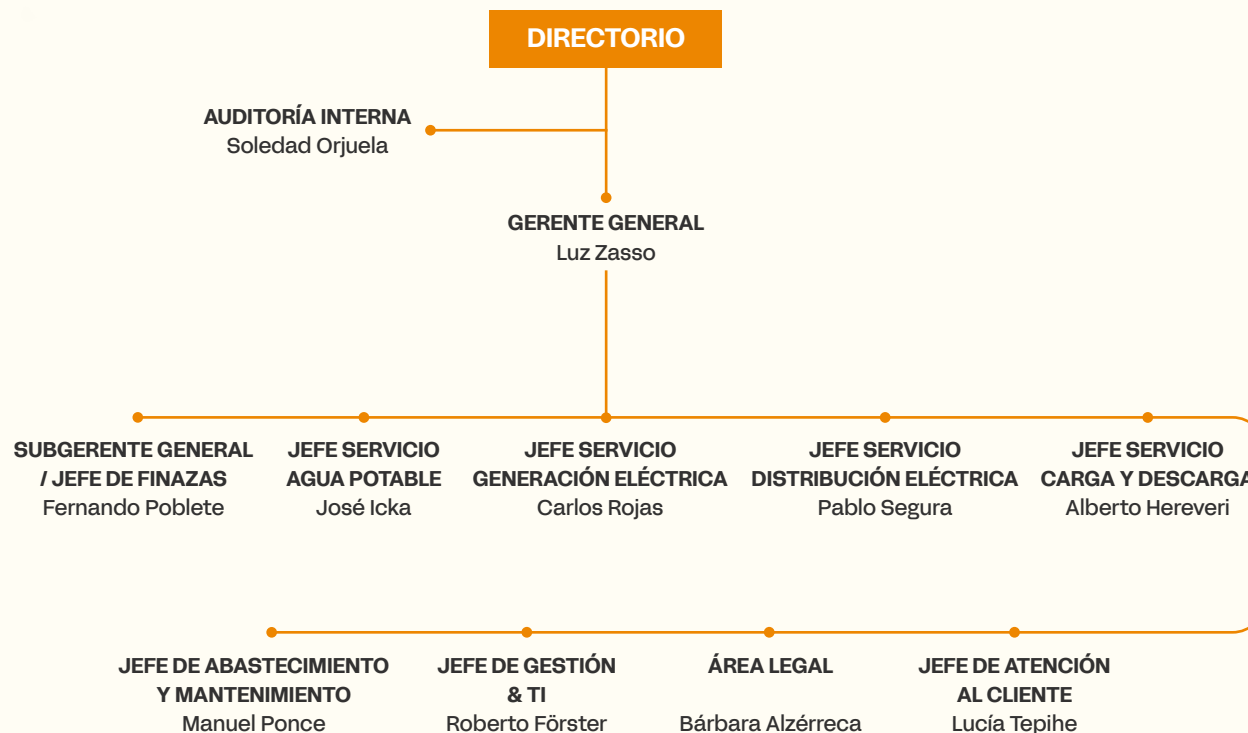 DIRECTORIO
AUDITORÍA INTERNA
Soledad Orjuela
GERENTE GENERAL
Luz Zasso
SUBGERENTE GENERAL
/ JEFE DE FINAZAS
Fernando Poblete
JEFE SERVICIO
AGUA POTABLE
José Icka
JEFE SERVICIO
GENERACIÓN ELÉCTRICA
Carlos Rojas
JEFE SERVICIO
DISTRIBUCIÓN ELÉCTRICA
Pablo Segura
JEFE SERVICIO
CARGA Y DESCARGA
Alberto Hereveri
JEFE DE ABASTECIMIENTO
Y MANTENIMIENTO
Manuel Ponce
JEFE DE GESTIÓN
& TI
Roberto Förster
ÁREA LEGAL
Bárbara Alzérreca
JEFE DE ATENCIÓN
AL CLIENTE
Lucía Tepihe